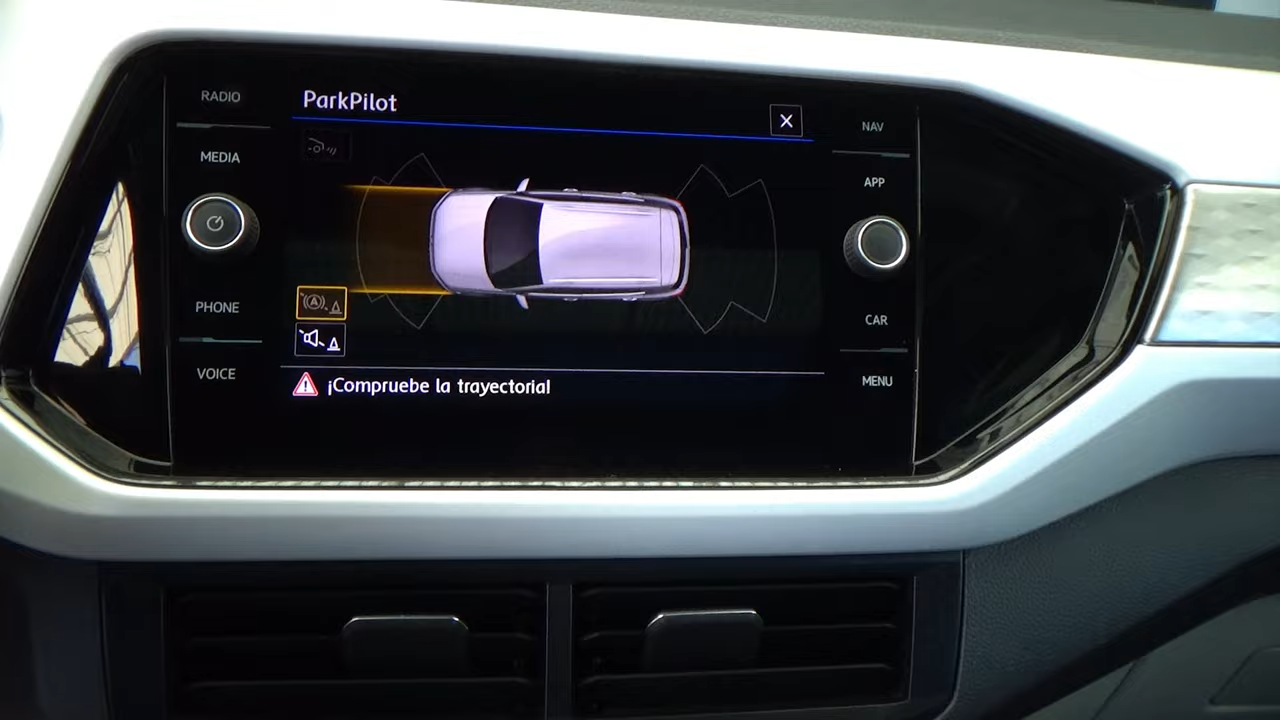 RADIO
MEDIA
PHONE
VOICE
ParkPilot
X
A
¡Compruebe la trayectoria!
NAV
APP
CAR
MENU